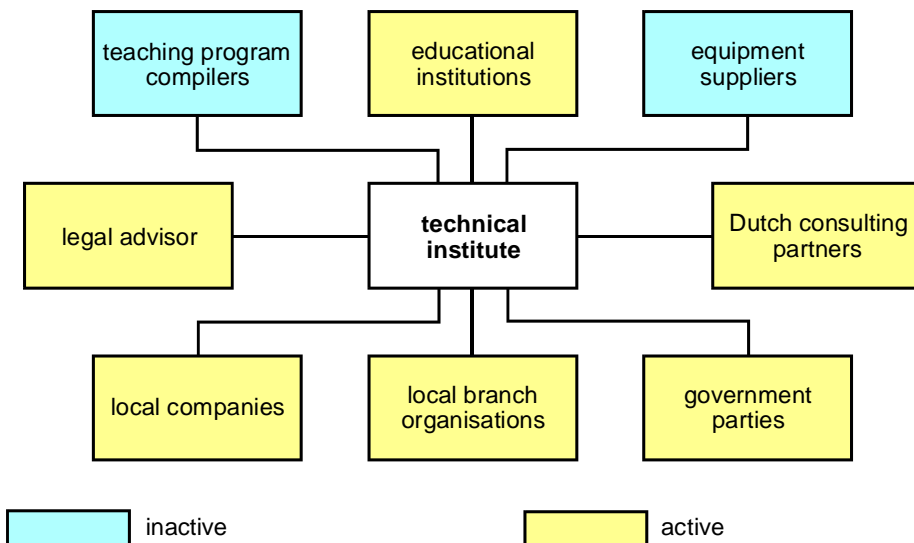 teaching program
compilers
educational
institutions
equipment
suppliers
legal advisor
technical
institute
Dutch consulting
partners
local companies
local branch
organisations
government
parties
inactive
active